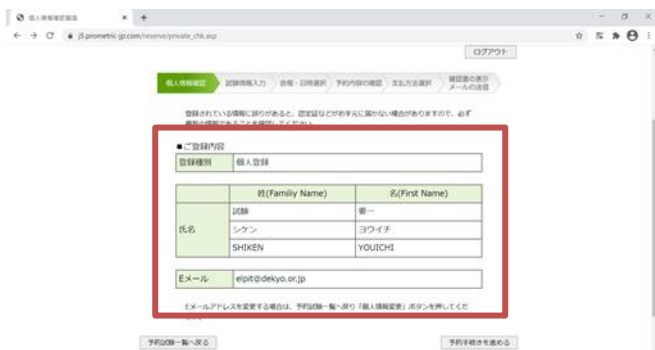 個人情報確認画面
j5.prometric-jp.com/reserve/private_chk.asp
ログアウト
個人情報確認
試験情報入力
会場・日時選択
予約内容の確認
支払方法選択
確認書の表示
メールの送信
登録されている情報に誤りがあると、認定証などがお手元に届かない場合がありますので、必ず
■ご登録内容
登録種別 個人登録
姓(Familiy Name) 名(First Name)
氏名
試験 要一
シケン ヨウイチ
SHIKEN YOUICHI
Eメール elpit@dekyo.or.jp
Eメールアドレスを変更する場合は、予約試験一覧へ戻り「個人情報変更」ボタンを押してくだ
予約試験一覧へ戻る
予約手続きを進める